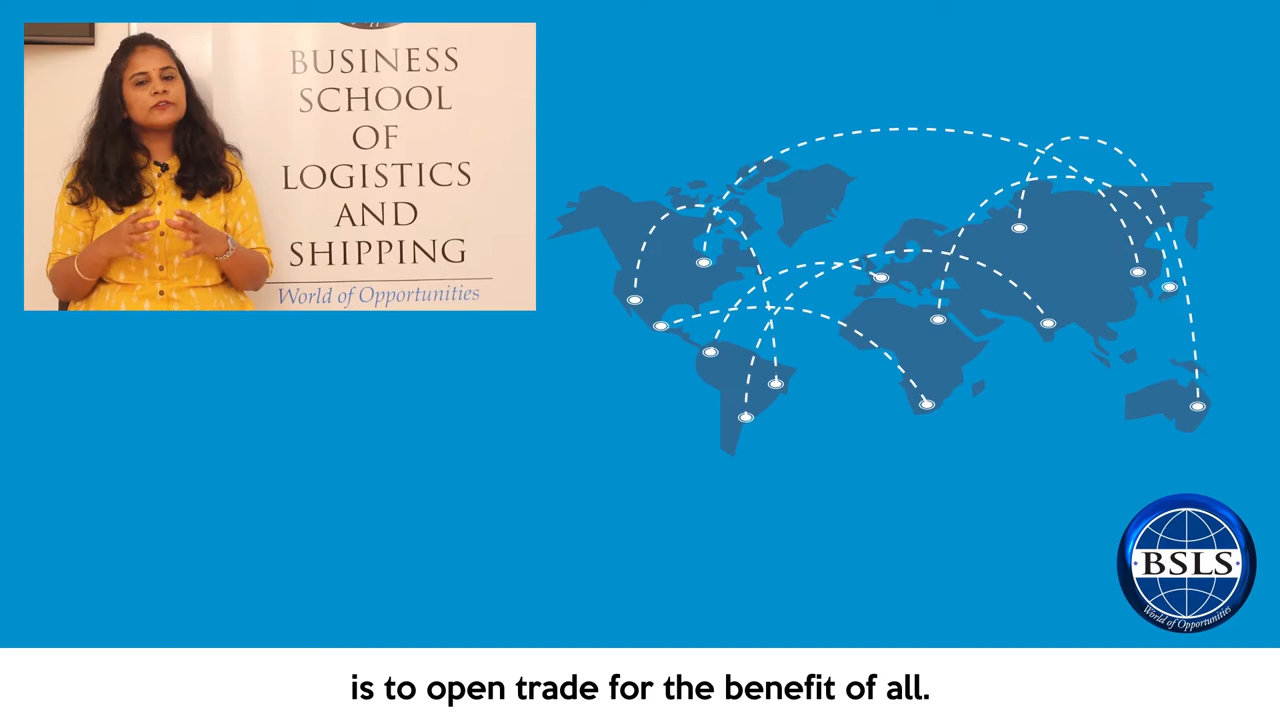 BUSINESS
SCHOOL
OF
LOGISTICS
AND
SHIPPING
World of Opportunities
BSLS
World of Opportunities
is to open trade for the benefit of all.